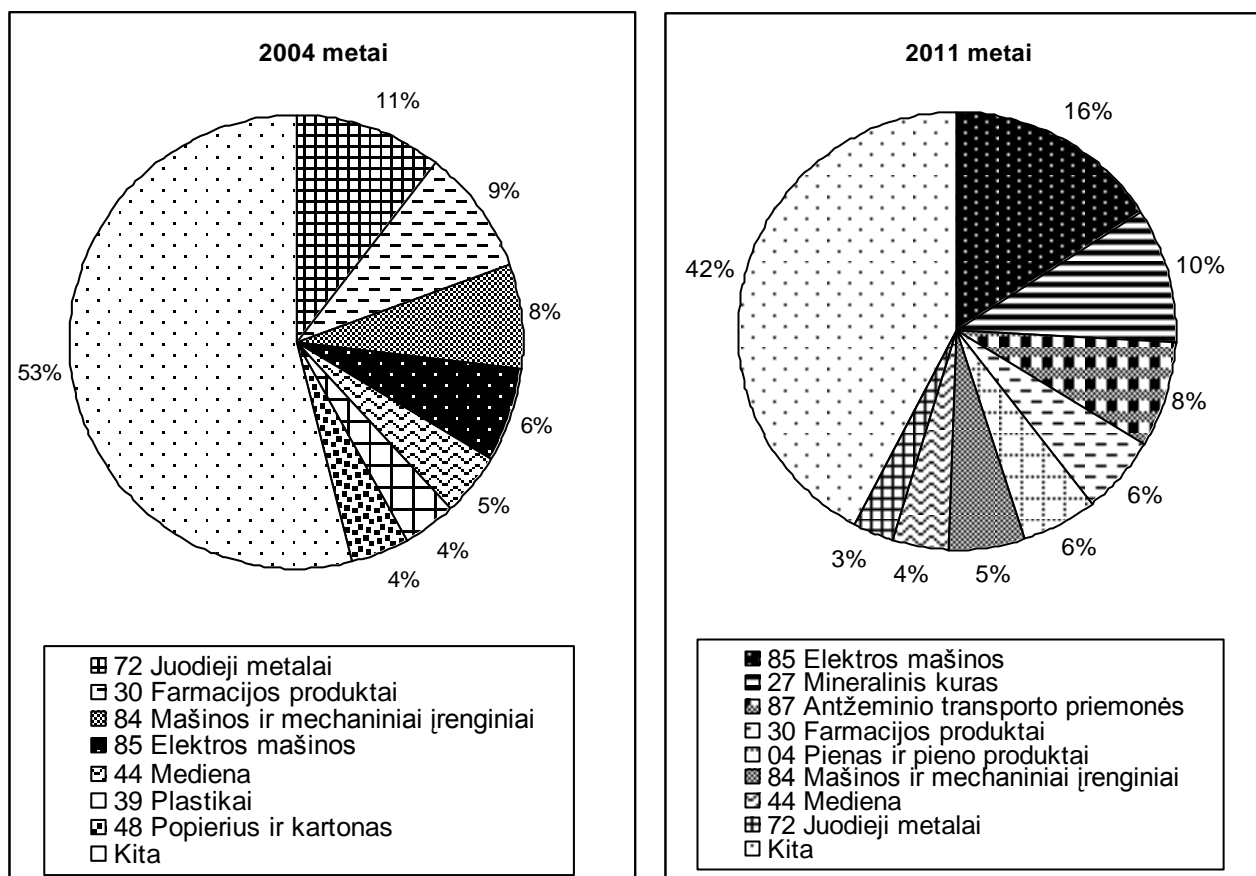 2004 metai
11%
9%
8%
6%
5%
4%
4%
53%
72 Juodieji metalai
30 Farmacijos produktai
84 Mašinos ir mechaniniai įrenginiai
85 Elektros mašinos
44 Mediena
39 Plastikai
48 Popierius ir kartonas
Kita
2011 metai
16%
10%
8%
6%
6%
5%
4%
3%
42%
85 Elektros mašinos
27 Mineralinis kuras
87 Antžeminio transporto priemonės
30 Farmacijos produktai
04 Pienas ir pieno produktai
84 Mašinos ir mechaniniai įrenginiai
44 Mediena
72 Juodieji metalai
Kita